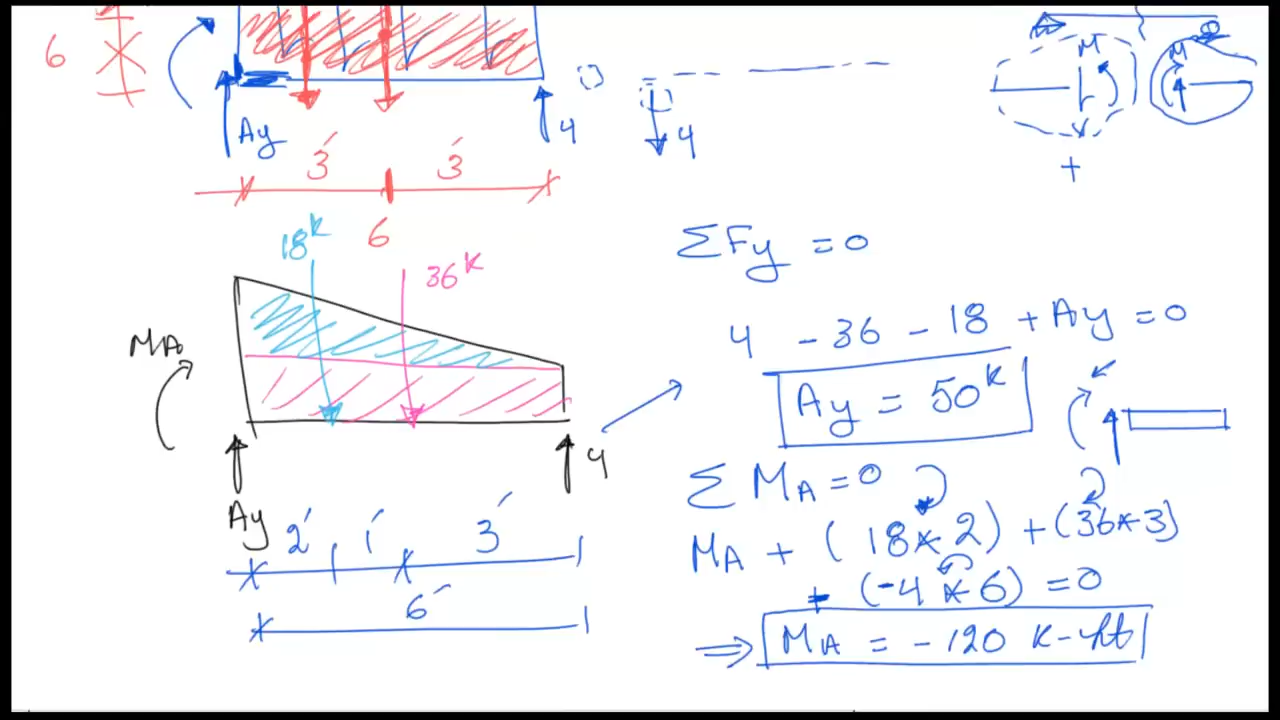 6
Ay
4
4
M
M
V
+
3'
3'
6
18k
36k
MA
Ay
4
2'
1'
3'
6'
ΣFy = 0
4 - 36 - 18 + Ay = 0
Ay = 50k
ΣMA = 0
MA + (18*2) + (36*3)
+ (-4*6) = 0
⇒ MA = -120 k-ft